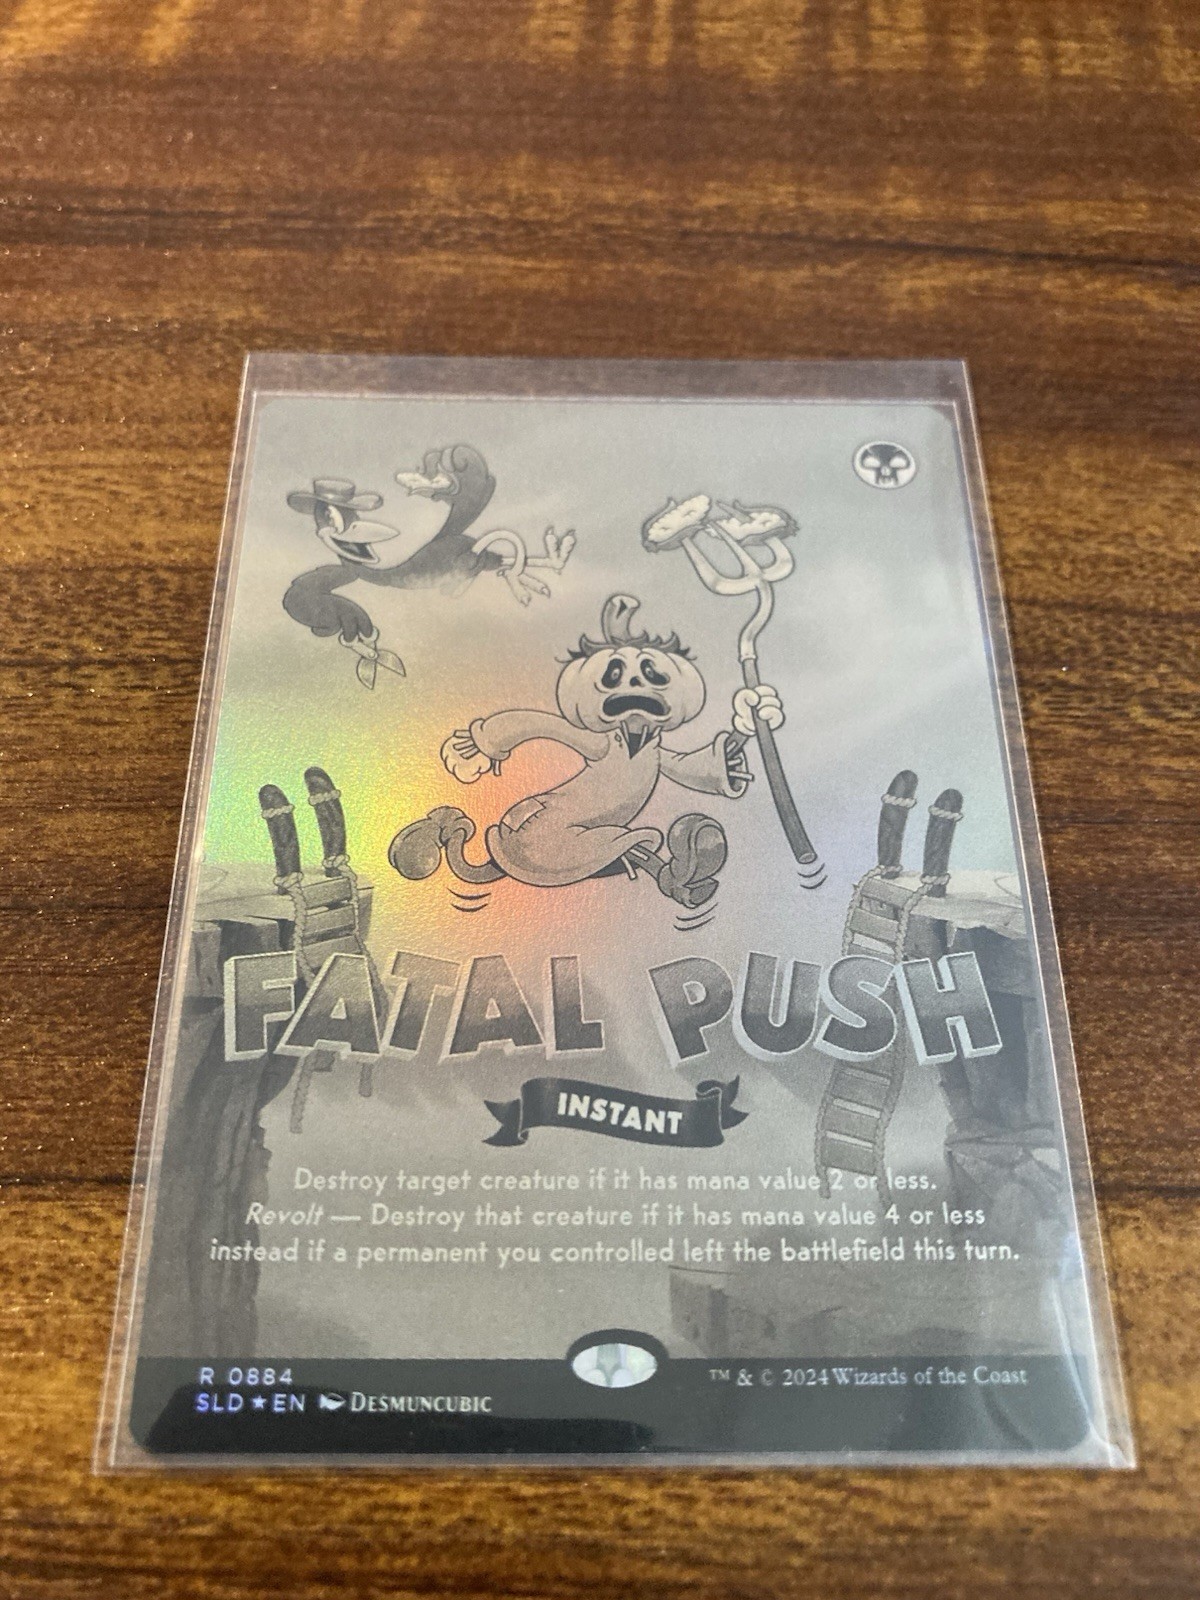 FATAL PUSH
INSTANT
Destroy target creature if it has mana value 2 or less.
Revolt — Destroy that creature if it has mana value 4 or less
instead if a permanent you controlled left the battlefield this turn.
R 0884
SLD ★ EN DESMUNCUBIC
™ & © 2024 Wizards of the Coast